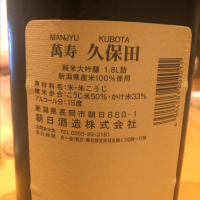 MANJYU KUBOTA
萬寿 久保田
純米大吟醸 1.8L詰
新潟県産米100%使用
原材料名:米・米こうじ
精米歩合:こうじ米50%・かけ米33%
アルコール分:15度
新潟県長岡市朝日880-1
朝日酒造株式会社
TEL 0258-92-3181